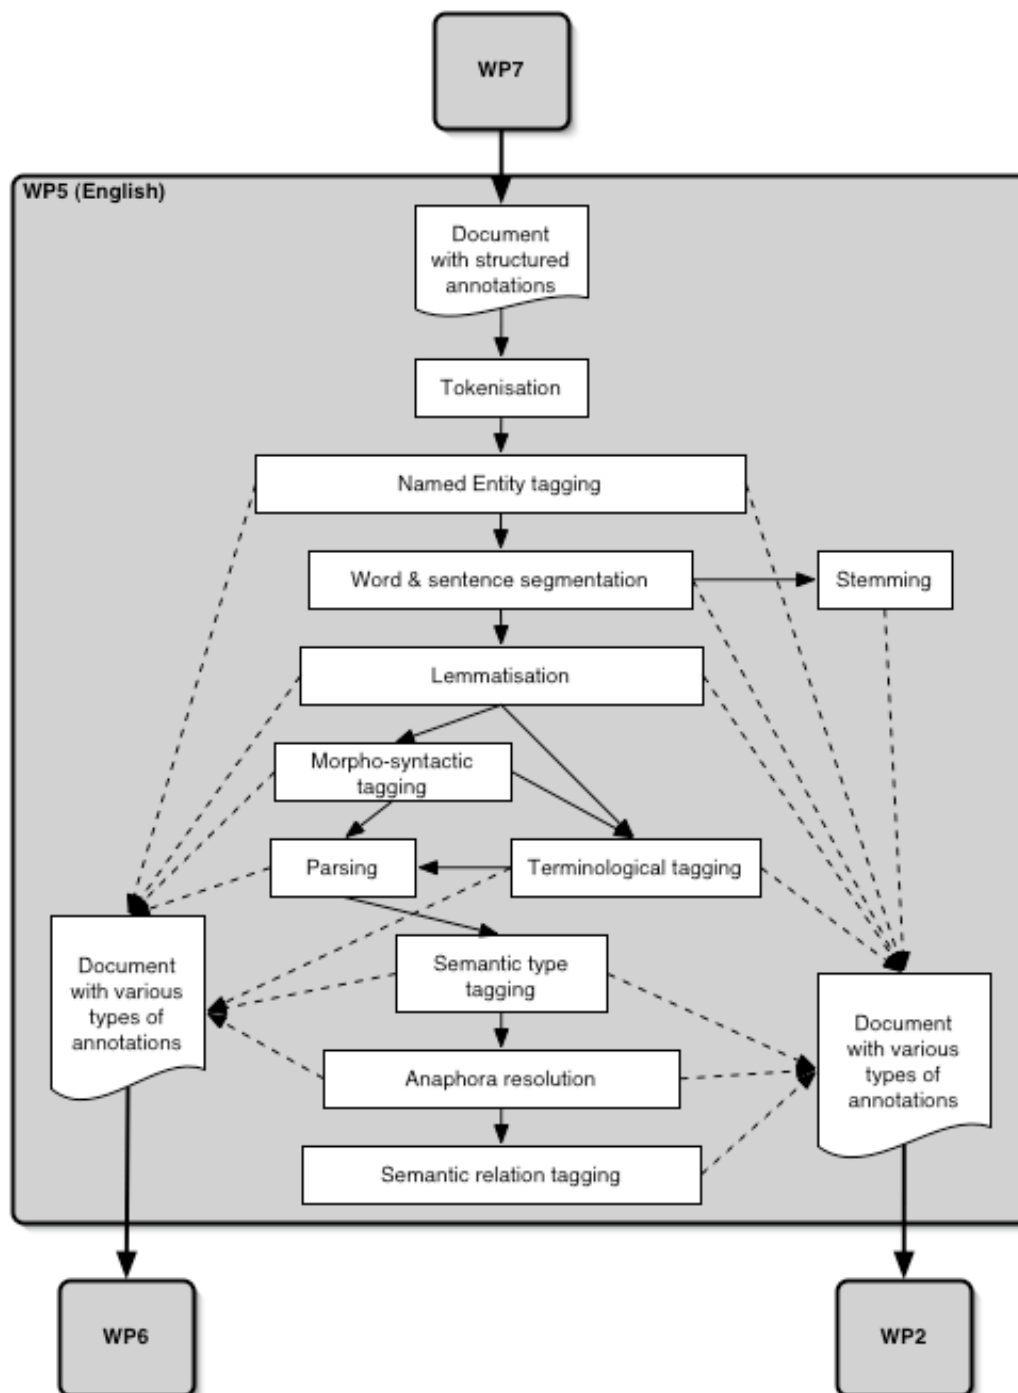 WP7
WP5 (English)
Document
with structured
annotations
Tokenisation
Named Entity tagging
Word & sentence segmentation
Stemming
Lemmatisation
Morpho-syntactic
tagging
Parsing
Terminological tagging
Semantic type
tagging
Document
with various
types of
annotations
Document
with various
types of
annotations
Anaphora resolution
Semantic relation tagging
WP6
WP2